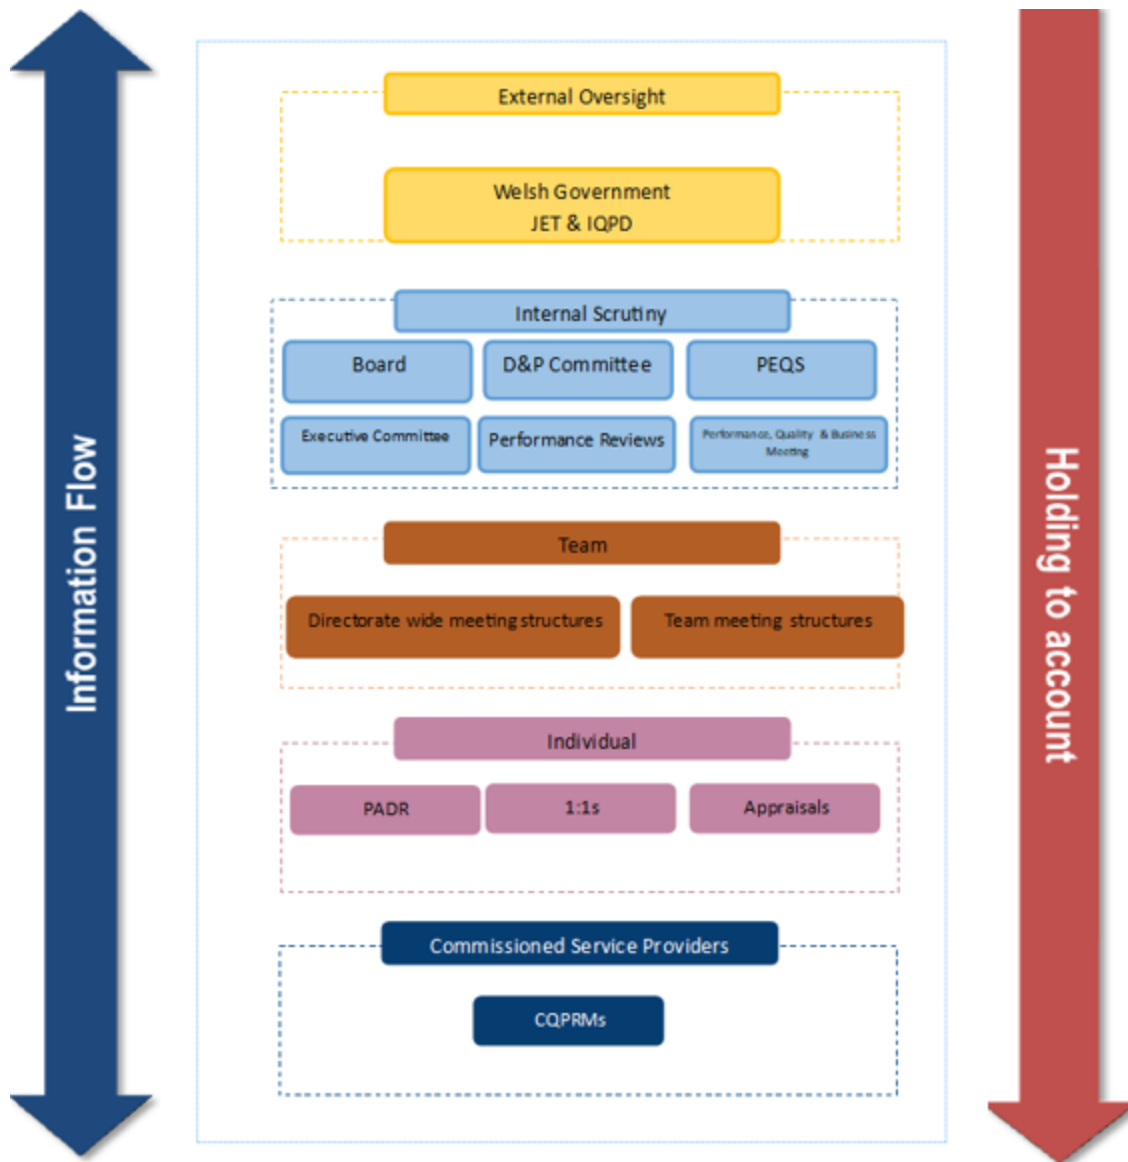 External Oversight
Welsh Government
JET & IQPD
Internal Scrutiny
Board
D&P Committee
PEQS
Executive Committee
Performance Reviews
Performance, Quality & Business
Meeting
Team
Directorate wide meeting structures
Team meeting structures
Individual
PADR
1:1s
Appraisals
Commissioned Service Providers
CQPRMs
Information Flow
Holding to account